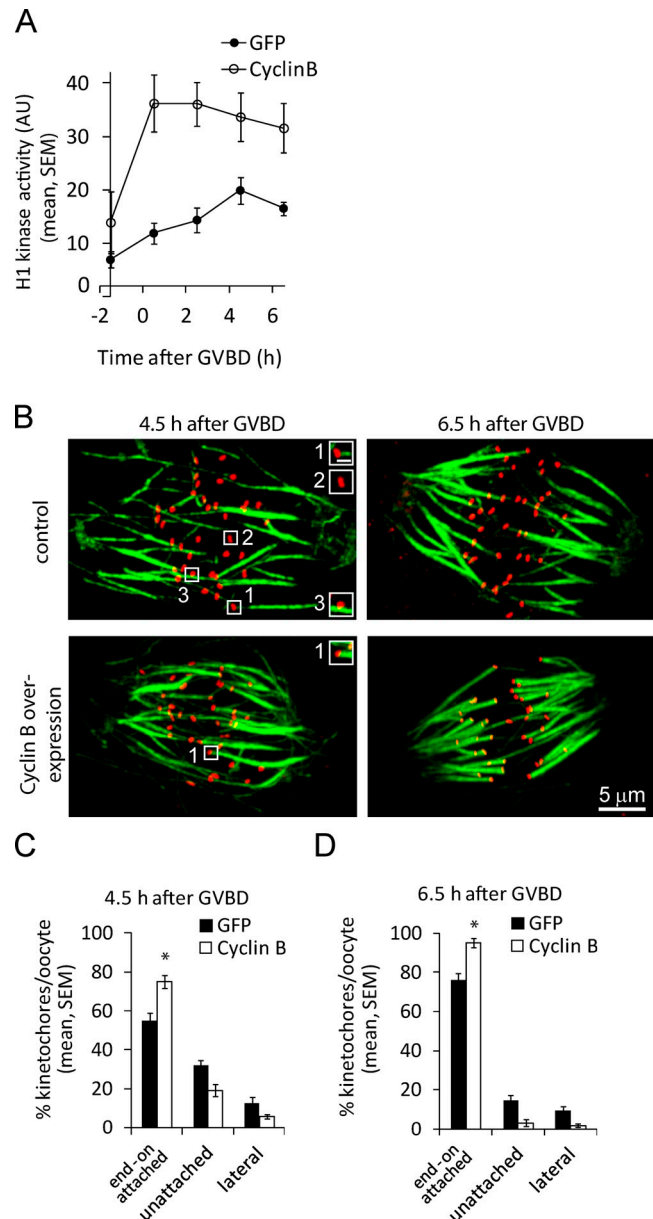 A
GFP
CyclinB
H1 kinase activity (AU)
(mean, SEM)
40
30
20
10
0
-2 0 2 4 6
Time after GVBD (h)
B
4.5 h after GVBD
6.5 h after GVBD
control
1
2
3
2
3
1
Cyclin B over-
expression
1
1
5 μm
C
4.5 h after GVBD
GFP
Cyclin B
% kinetochores/oocyte
(mean, SEM)
100
80
60
40
20
0
*
end-on
attached
unattached
lateral
D
6.5 h after GVBD
GFP
Cyclin B
% kinetochores/oocyte
(mean, SEM)
100
80
60
40
20
0
*
end-on
attached
unattached
lateral